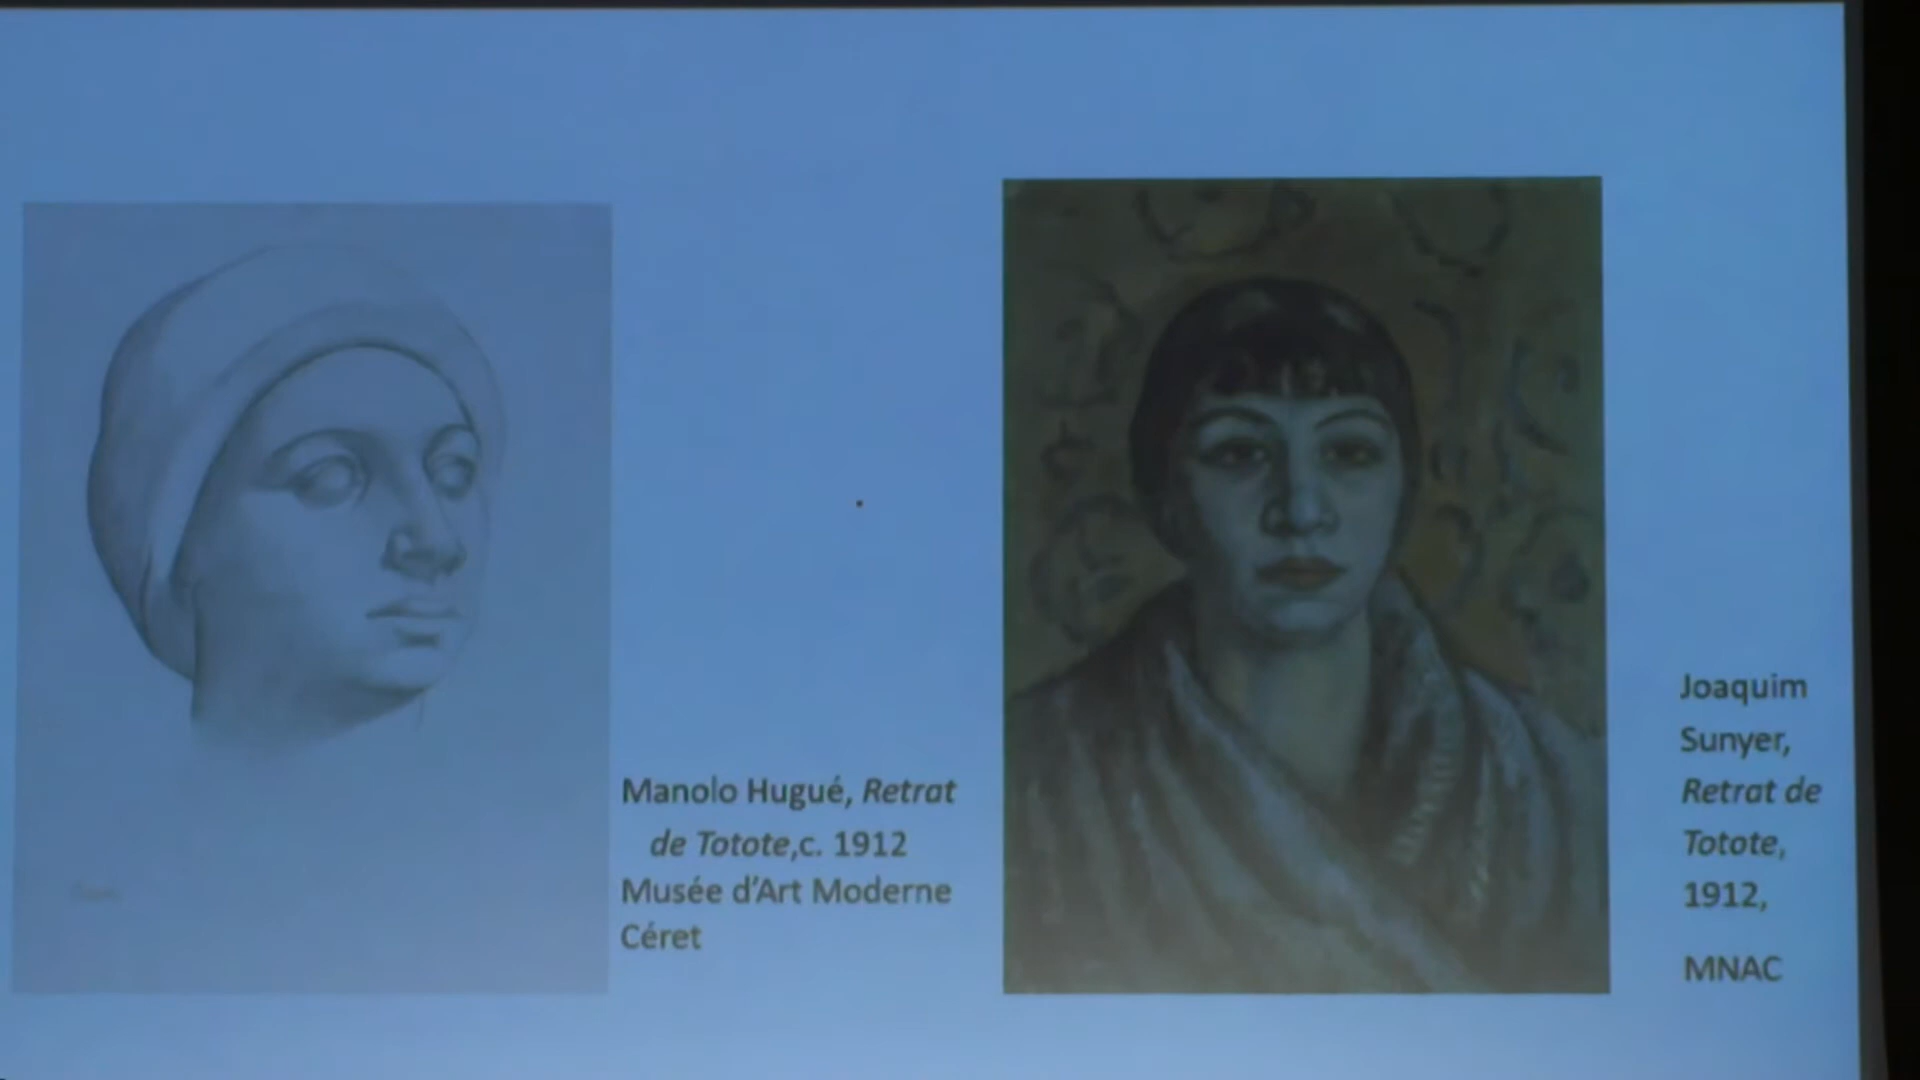 Manolo Hugué, Retrat
de Totote,c. 1912
Musée d'Art Moderne
Céret
Joaquim
Sunyer,
Retrat de
Totote,
1912,
MNAC